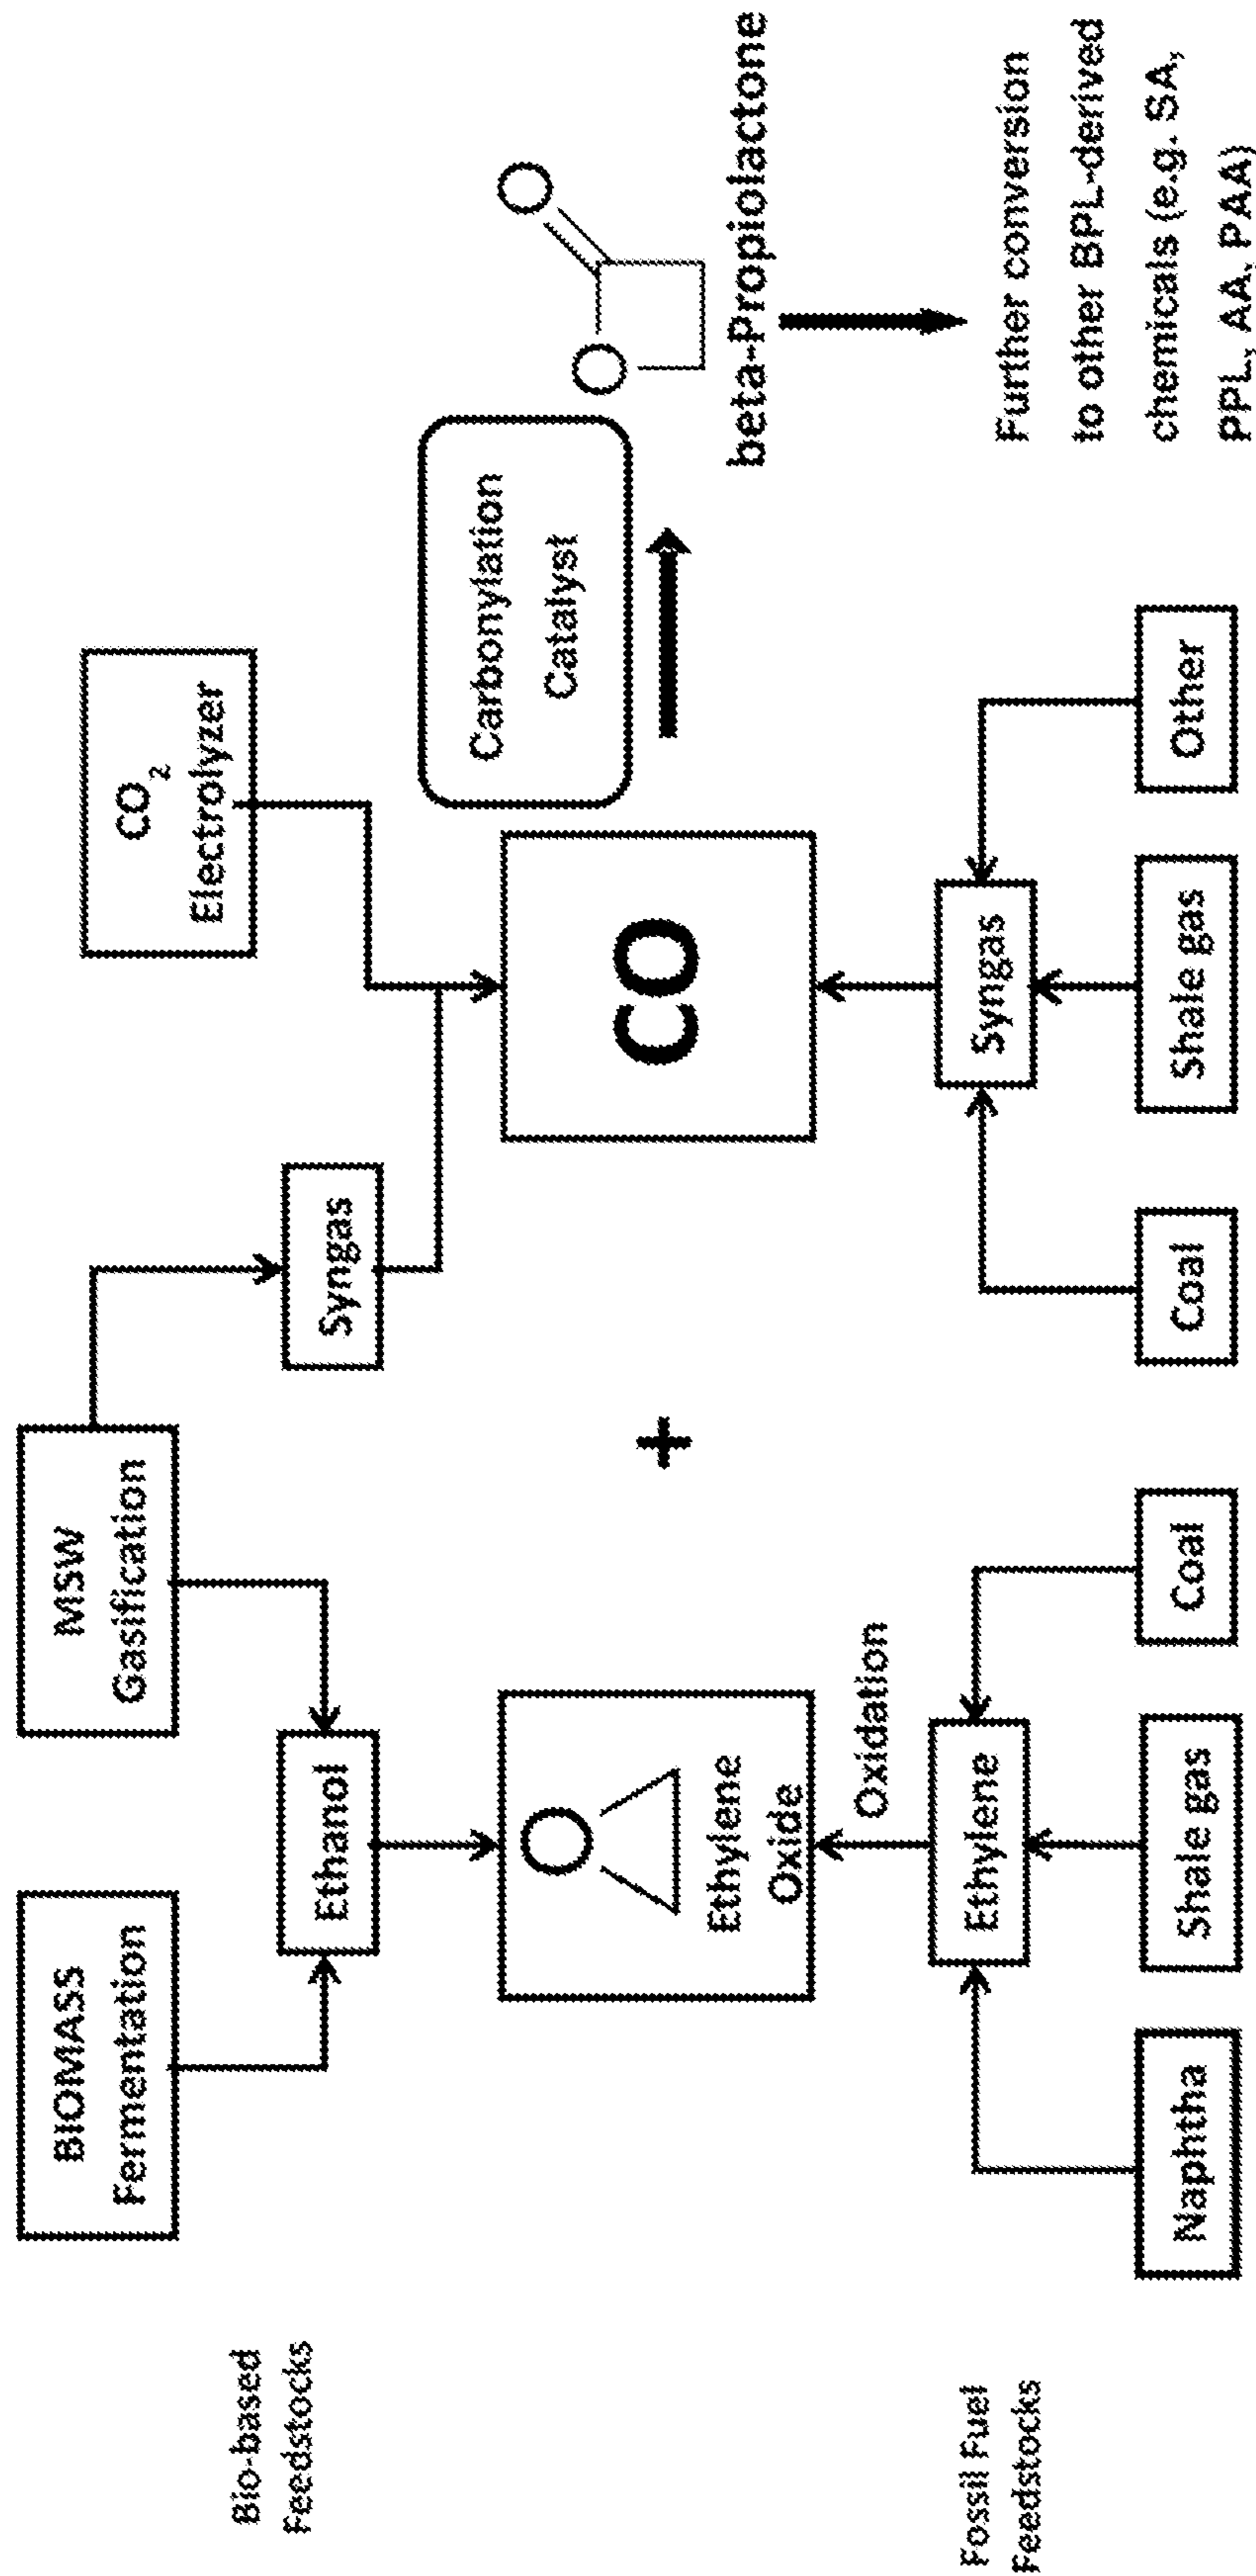 Bio-based
Feedstocks
BIOMASS
Fermentation
MSW
Gasification
CO2
Electrolyzer
Ethanol
Syngas
O
Ethylene
Oxide
+
CO
Carbonylation
Catalyst
O
O
beta-Propiolactone
Further conversion
to other BPL-derived
chemicals (e.g. SA,
PPL, AA, PAA)
Oxidation
Fossil Fuel
Feedstocks
Ethylene
Syngas
Naphtha
Shale gas
Coal
Coal
Shale gas
Other